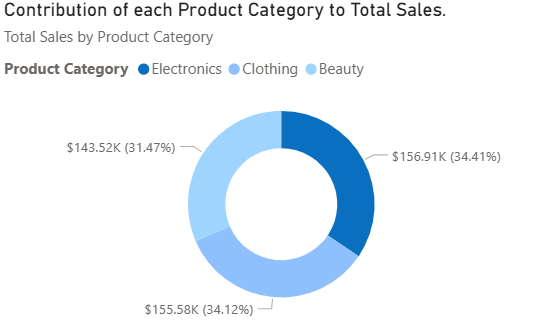 Contribution of each Product Category to Total Sales.
Total Sales by Product Category
Product Category Electronics Clothing Beauty
$143.52K (31.47%)
$156.91K (34.41%)
$155.58K (34.12%)